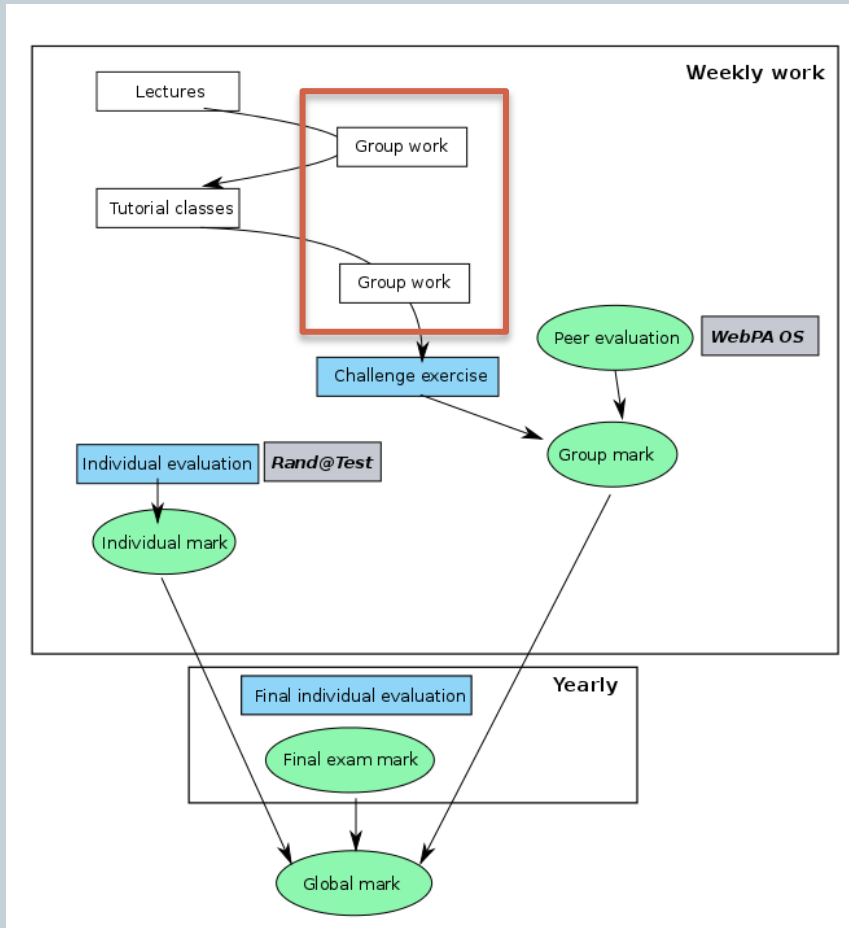 Weekly work
Lectures
Group work
Tutorial classes
Group work
Peer evaluation
WebPA OS
Challenge exercise
Group mark
Individual evaluation
Rand@Test
Individual mark
Yearly
Final individual evaluation
Final exam mark
Global mark